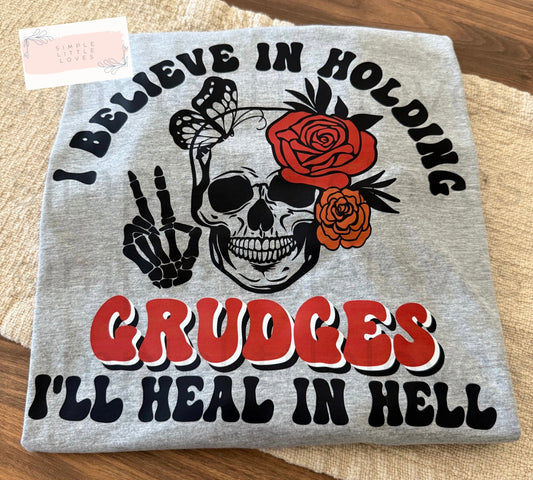 SIMPLE
LITTLE
LOVES
I BELIEVE IN HOLDING
GRUDGES
I'LL HEAL IN HELL